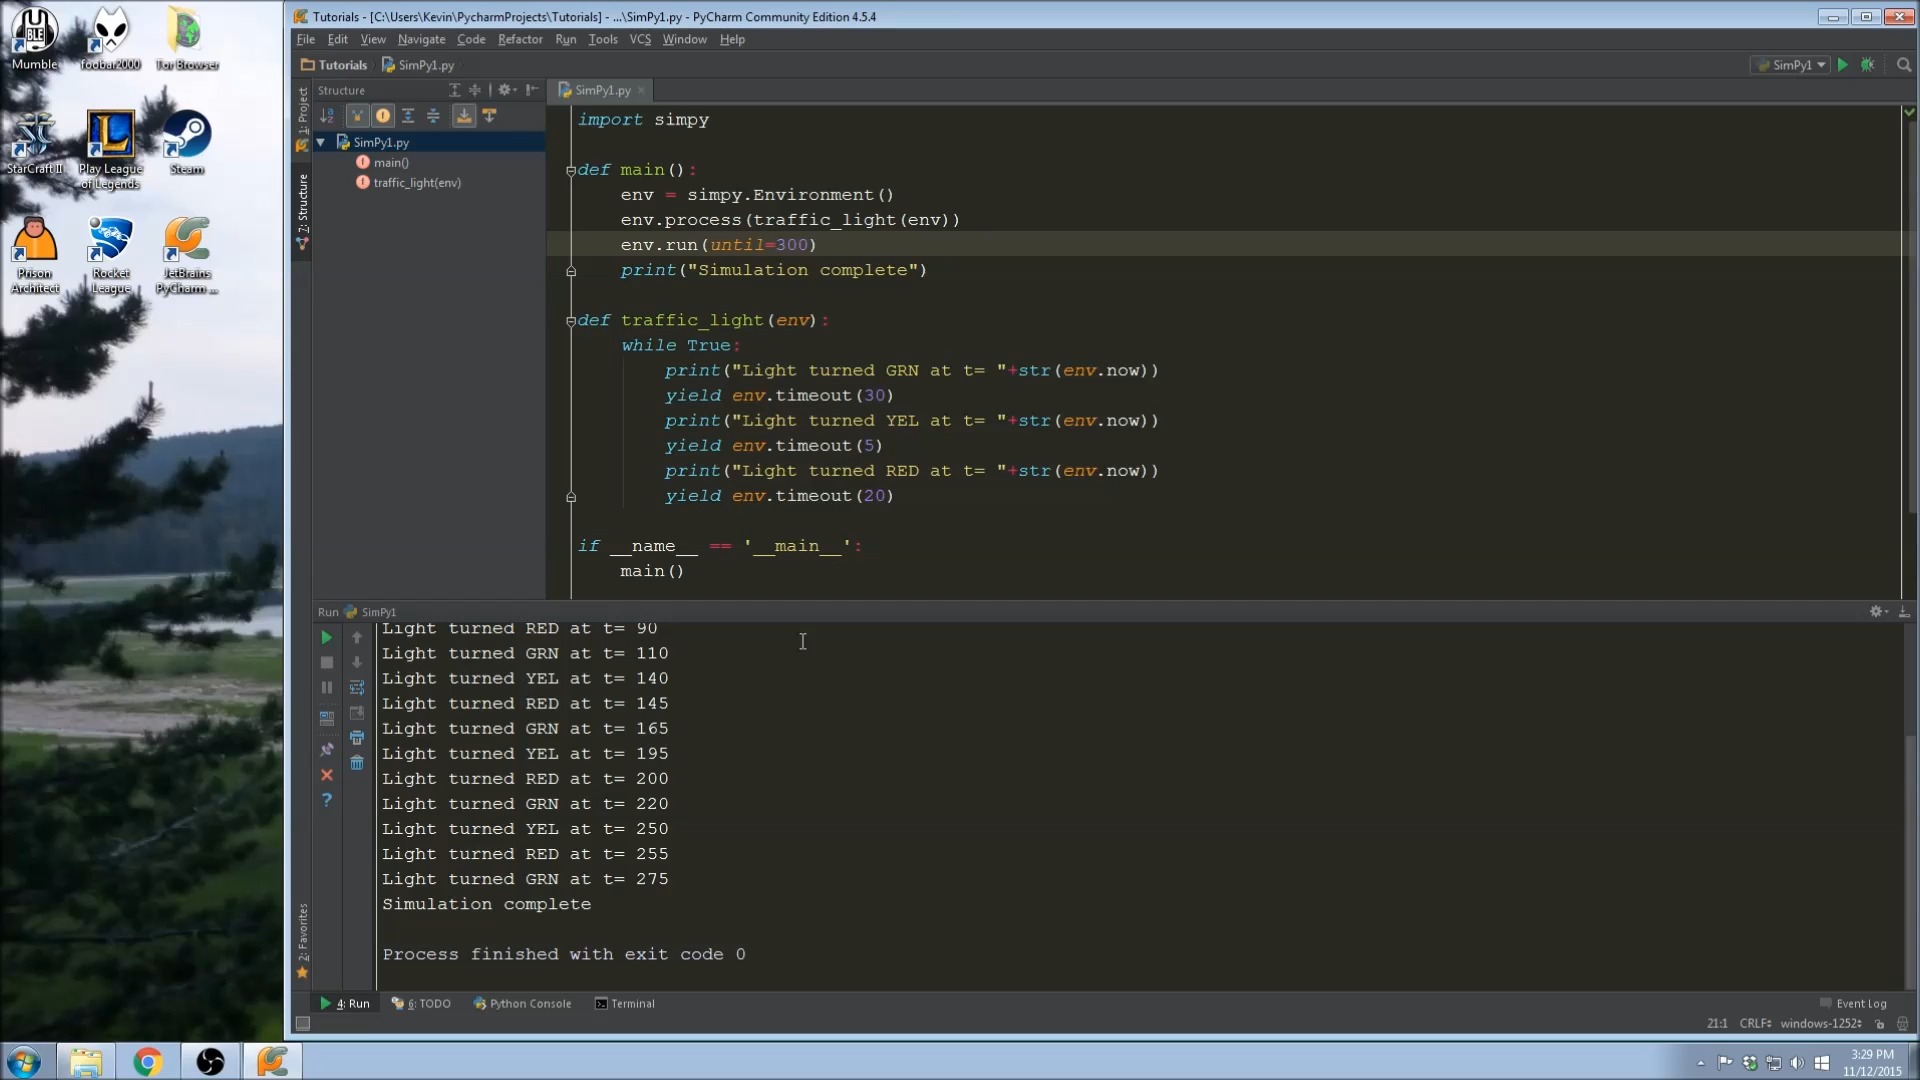 Tutorials - [C:\Users\Kevin\PycharmProjects\Tutorials] - ...\SimPy1.py - PyCharm Community Edition 4.5.4
File Edit View Navigate Code Refactor Run Tools VCS Window Help
Tutorials SimPy1.py
SimPy1
Mumble
foobar2000
Tor Browser
StarCraft II
Play League of Legends
Steam
Prison Architect
Rocket League
JetBrains PyCharm ...
1: Project
7: Structure
2: Favorites
Structure
SimPy1.py
main()
traffic_light(env)
SimPy1.py
import simpy
def main():
env = simpy.Environment()
env.process(traffic_light(env))
env.run(until=300)
print("Simulation complete")
def traffic_light(env):
while True:
print("Light turned GRN at t= "+str(env.now))
yield env.timeout(30)
print("Light turned YEL at t= "+str(env.now))
yield env.timeout(5)
print("Light turned RED at t= "+str(env.now))
yield env.timeout(20)
if __name__ == '__main__':
main()
Run SimPy1
Light turned RED at t= 90
Light turned GRN at t= 110
Light turned YEL at t= 140
Light turned RED at t= 145
Light turned GRN at t= 165
Light turned YEL at t= 195
Light turned RED at t= 200
Light turned GRN at t= 220
Light turned YEL at t= 250
Light turned RED at t= 255
Light turned GRN at t= 275
Simulation complete
Process finished with exit code 0
4: Run 6: TODO Python Console Terminal Event Log
21:1 CRLF windows-1252
3:29 PM
11/12/2015